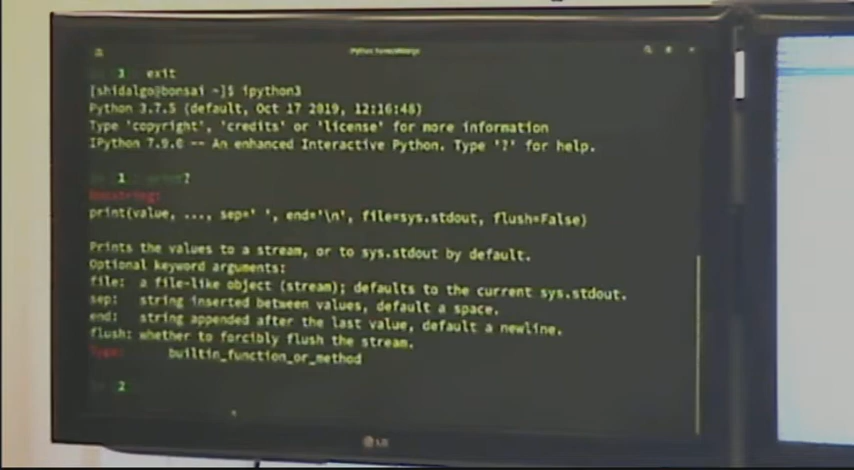 3 exit
[shidalgo@bonsai ~]$ ipython3
Python 3.7.5 (default, Oct 17 2019, 12:16:48)
Type 'copyright', 'credits' or 'license' for more information
IPython 7.9.0 -- An enhanced Interactive Python. Type '?' for help.
1 print?
Docstring:
print(value, ..., sep=' ', end='\n', file=sys.stdout, flush=False)
Prints the values to a stream, or to sys.stdout by default.
Optional keyword arguments:
file: a file-like object (stream); defaults to the current sys.stdout.
sep: string inserted between values, default a space.
end: string appended after the last value, default a newline.
flush: whether to forcibly flush the stream.
Type: builtin_function_or_method
2
LG